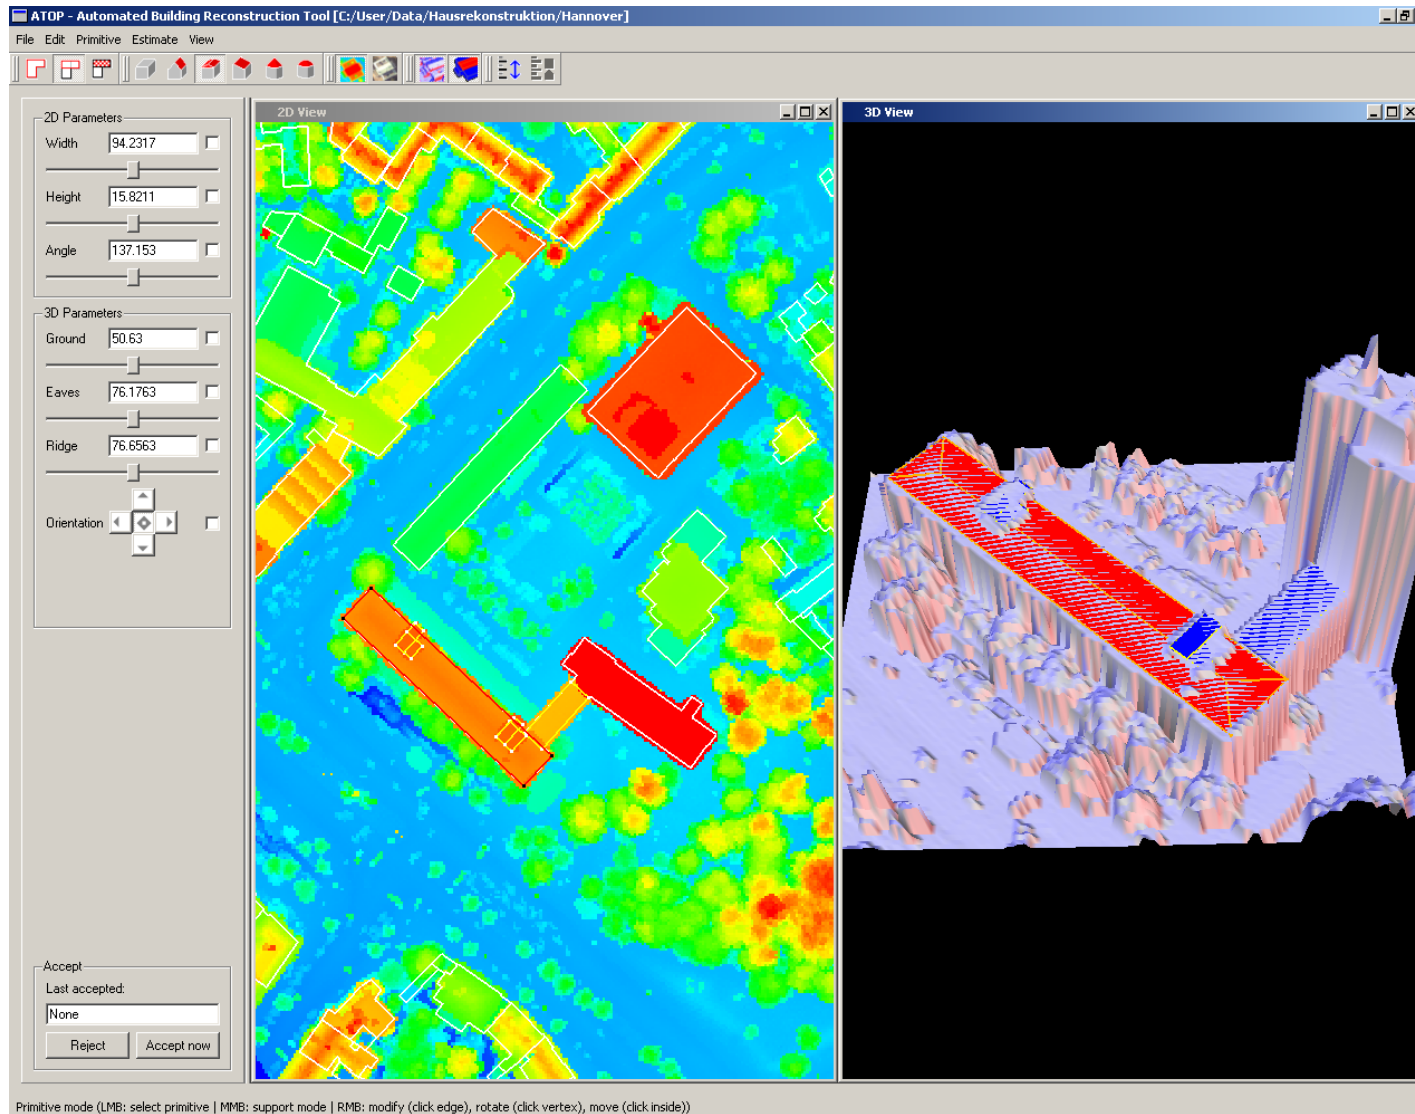 ATOP - Automated Building Reconstruction Tool [C:/User/Data/Hausrekonstruktion/Hannover]
File Edit Primitive Estimate View
2D Parameters
Width 94.2317
Height 15.8211
Angle 137.153
3D Parameters
Ground 50.63
Eaves 76.1763
Ridge 76.6563
Orientation
Accept
Last accepted:
None
Reject Accept now
2D View
3D View
Primitive mode (LMB: select primitive | MMB: support mode | RMB: modify (click edge), rotate (click vertex), move (click inside))